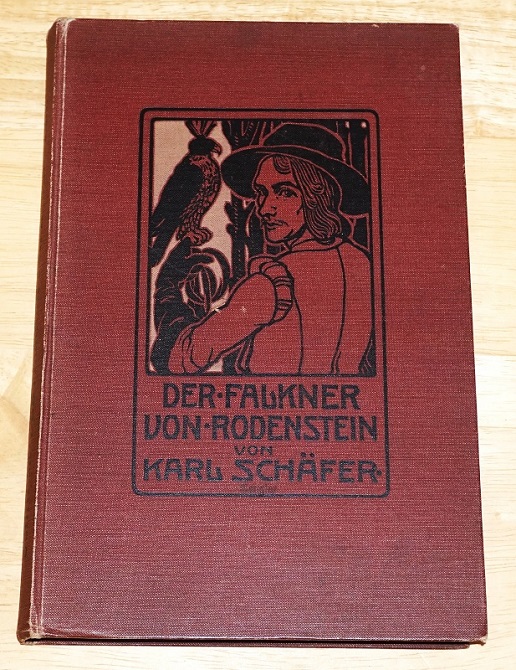 DER·FALKNER
VON·RODENSTEIN
VON
KARL SCHÄFER·